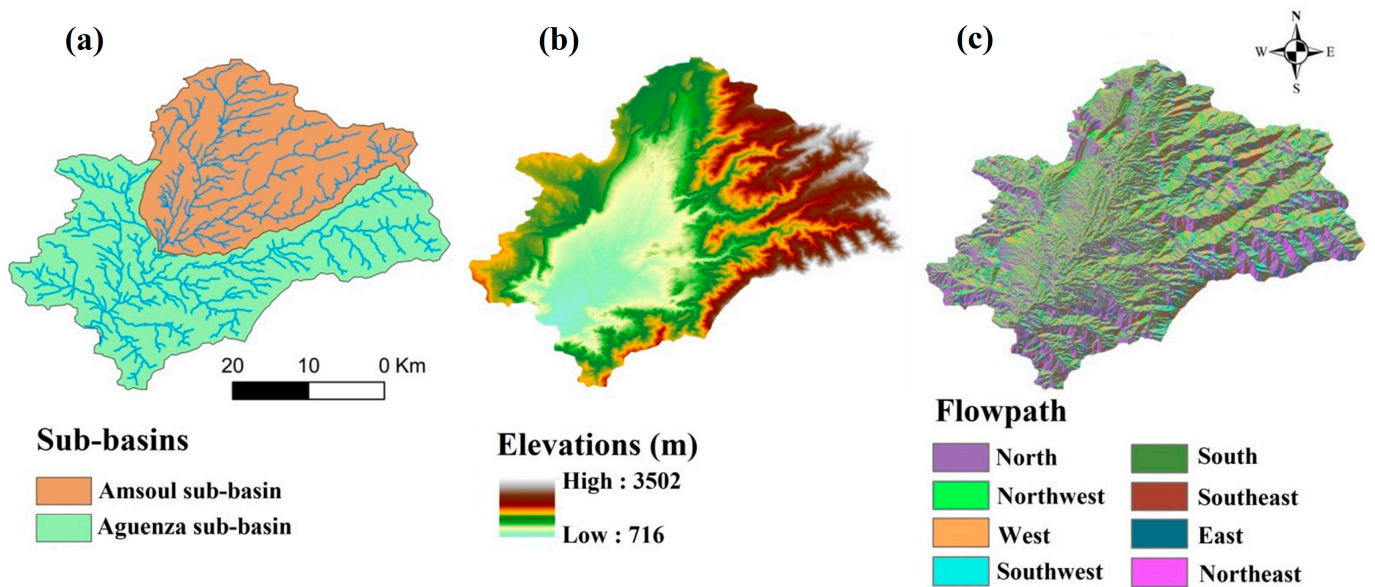 (a)
(b)
(c)
N
W E
S
20 10 0 Km
Sub-basins
Amsoul sub-basin
Aguenza sub-basin
Elevations (m)
High : 3502
Low : 716
Flowpath
North
Northwest
West
Southwest
South
Southeast
East
Northeast